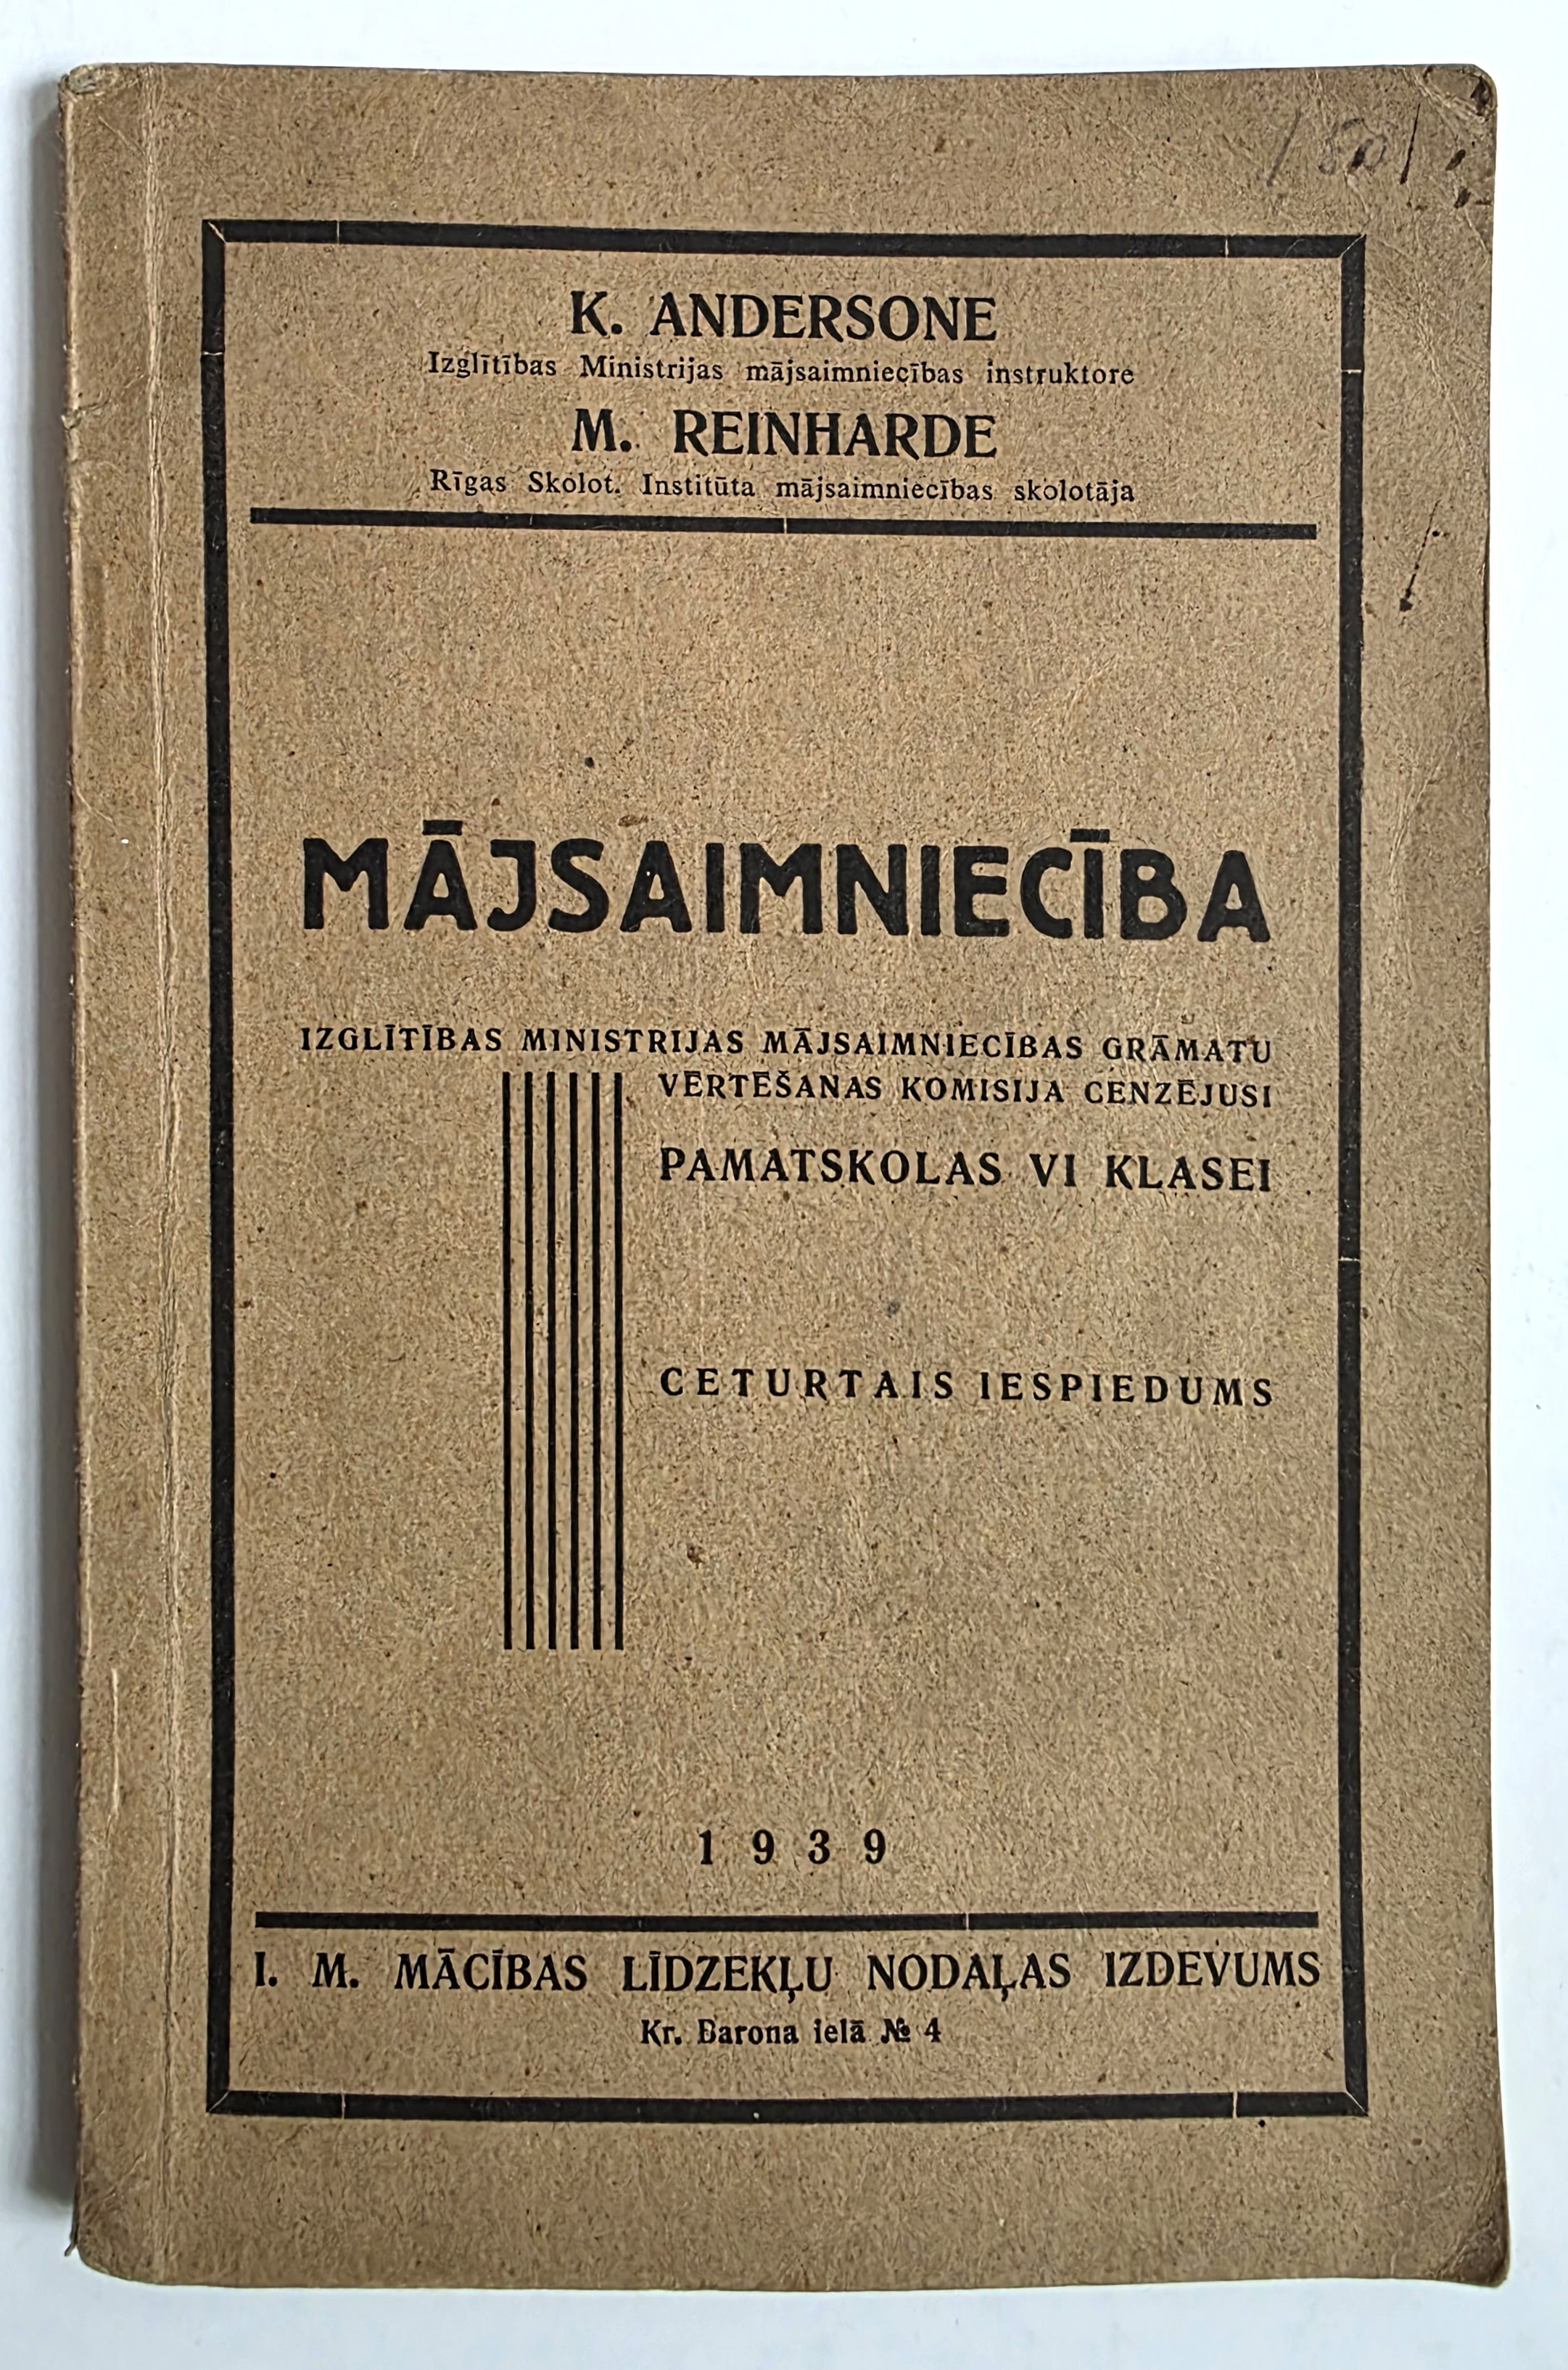 K. ANDERSONE
Izglītības Ministrijas mājsaimniecības instruktore
M. REINHARDE
Rīgas Skolot. Institūta mājsaimniecības skolotāja
MĀJSAIMNIECĪBA
IZGLĪTĪBAS MINISTRIJAS MĀJSAIMNIECĪBAS GRĀMATU
VĒRTĒŠANAS KOMISIJA CENZĒJUSI
PAMATSKOLAS VI KLASEI
CETURTAIS IESPIEDUMS
1939
I. M. MĀCĪBAS LĪDZEKĻU NODAĻAS IZDEVUMS
Kr. Barona ielā № 4